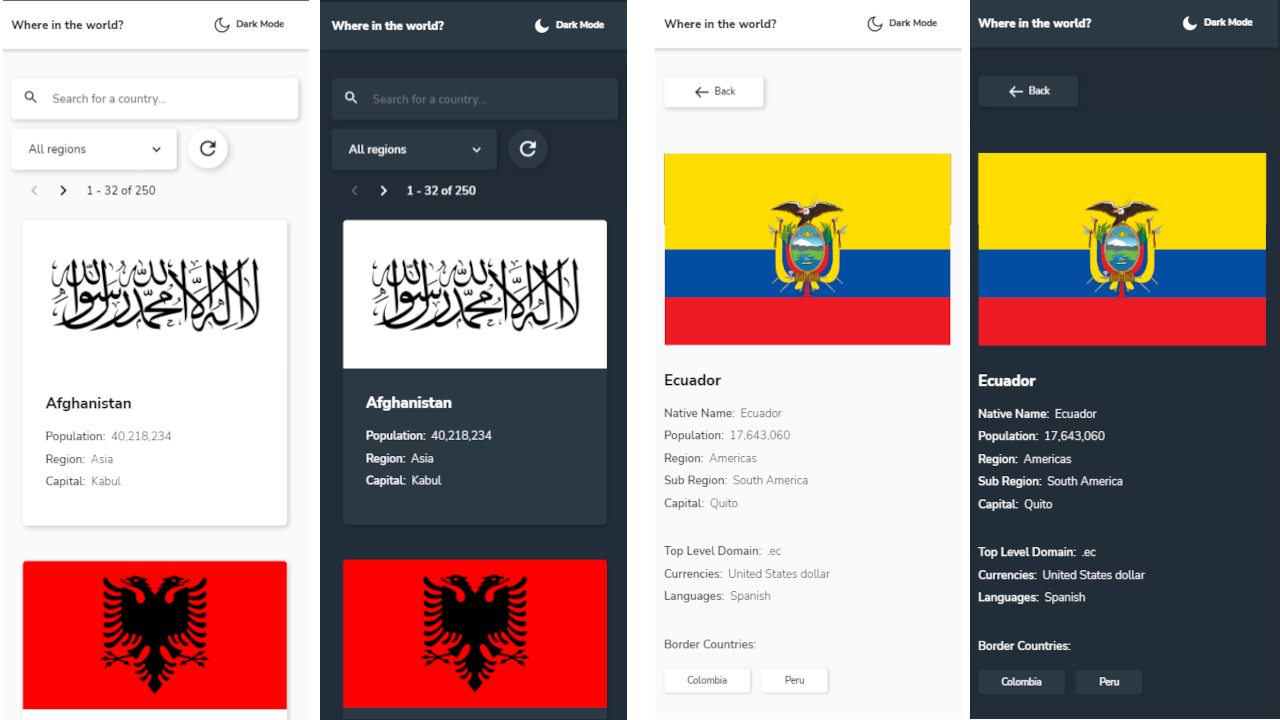 Where in the world?
Dark Mode
Search for a country...
All regions
1 - 32 of 250
لا إله إلا الله محمد رسول الله
Afghanistan
Population: 40,218,234
Region: Asia
Capital: Kabul
Where in the world?
Dark Mode
Search for a country...
All regions
1 - 32 of 250
لا إله إلا الله محمد رسول الله
Afghanistan
Population: 40,218,234
Region: Asia
Capital: Kabul
Where in the world?
Dark Mode
Back
Ecuador
Native Name: Ecuador
Population: 17,643,060
Region: Americas
Sub Region: South America
Capital: Quito
Top Level Domain: .ec
Currencies: United States dollar
Languages: Spanish
Border Countries:
Colombia
Peru
Where in the world?
Dark Mode
Back
Ecuador
Native Name: Ecuador
Population: 17,643,060
Region: Americas
Sub Region: South America
Capital: Quito
Top Level Domain: .ec
Currencies: United States dollar
Languages: Spanish
Border Countries:
Colombia
Peru